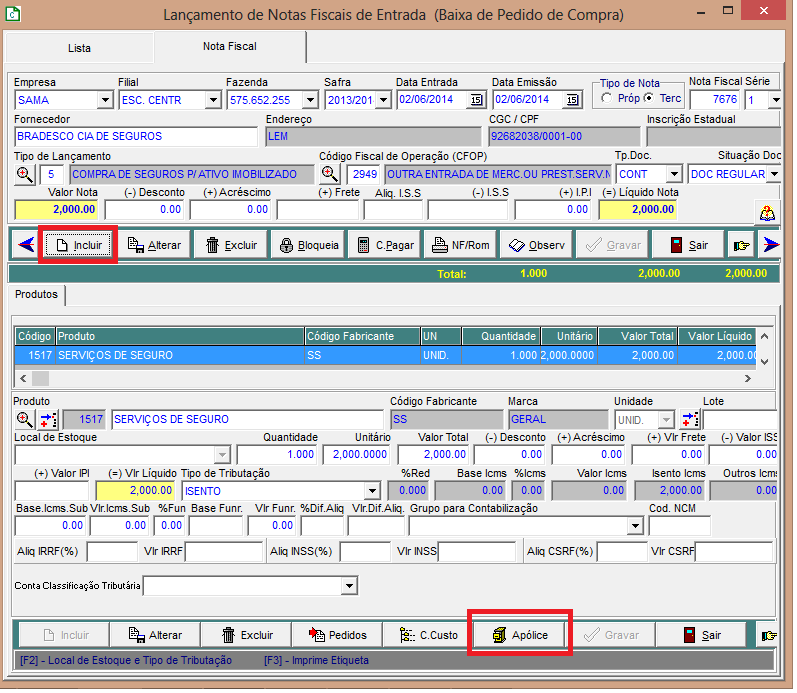 Lançamento de Notas Fiscais de Entrada (Baixa de Pedido de Compra)
Lista Nota Fiscal
Empresa Filial Fazenda Safra Data Entrada Data Emissão Tipo de Nota Nota Fiscal Série
SAMA ESC. CENTR 575.652.255 2013/201 02/06/2014 15 02/06/2014 15 Próp Terc 7676 1
Fornecedor Endereço CGC / CPF Inscrição Estadual
BRADESCO CIA DE SEGUROS LEM 92682038/0001-00
Tipo de Lançamento Código Fiscal de Operação (CFOP) Tp.Doc. Situação Doc
5 COMPRA DE SEGUROS P/ ATIVO IMOBILIZADO 2949 OUTRA ENTRADA DE MERC.OU PREST.SERV.N CONT DOC REGULAR
Valor Nota (-) Desconto (+) Acréscimo (+) Frete Aliq. I.S.S (-) I.S.S (+) I.P.I (=) Líquido Nota
2,000.00 0.00 0.00 0.00 2,000.00
Incluir Alterar Excluir Bloqueia C.Pagar NF/Rom Observ Gravar Sair
Total: 1.000 2,000.00 2,000.00
Produtos
Código Produto Código Fabricante UN Quantidade Unitário Valor Total Valor Líquido
1517 SERVIÇOS DE SEGURO SS UNID. 1.000 2,000.0000 2,000.00 2,000.00
Produto Código Fabricante Marca Unidade Lote
1517 SERVIÇOS DE SEGURO SS GERAL UNID.
Local de Estoque Quantidade Unitário Valor Total (-) Desconto (+) Acréscimo (+) Vlr Frete (-) Valor ISS
1.000 2,000.0000 2,000.00 0.00 0.00 0.00 0.00
(+) Valor IPI (=) Vlr Líquido Tipo de Tributação %Red Base Icms %Icms Valor Icms Isento Icms Outros Icms
2,000.00 ISENTO 0.000 0.00 0.00 0.00 2,000.00 0.00
Base.Icms.Sub Vlr.Icms.Sub %Fun Base Funr. Vlr Funr. %Dif.Aliq Vlr.Dif.Aliq. Grupo para Contabilização Cod. NCM
0.00 0.00 0.00 0.00
Aliq IRRF(%) Vlr IRRF Aliq INSS(%) Vlr INSS Aliq CSRF(%) Vlr CSRF
Conta Classificação Tributária
Incluir Alterar Excluir Pedidos C.Custo Apólice Gravar Sair
[F2] - Local de Estoque e Tipo de Tributação [F3] - Imprime Etiqueta